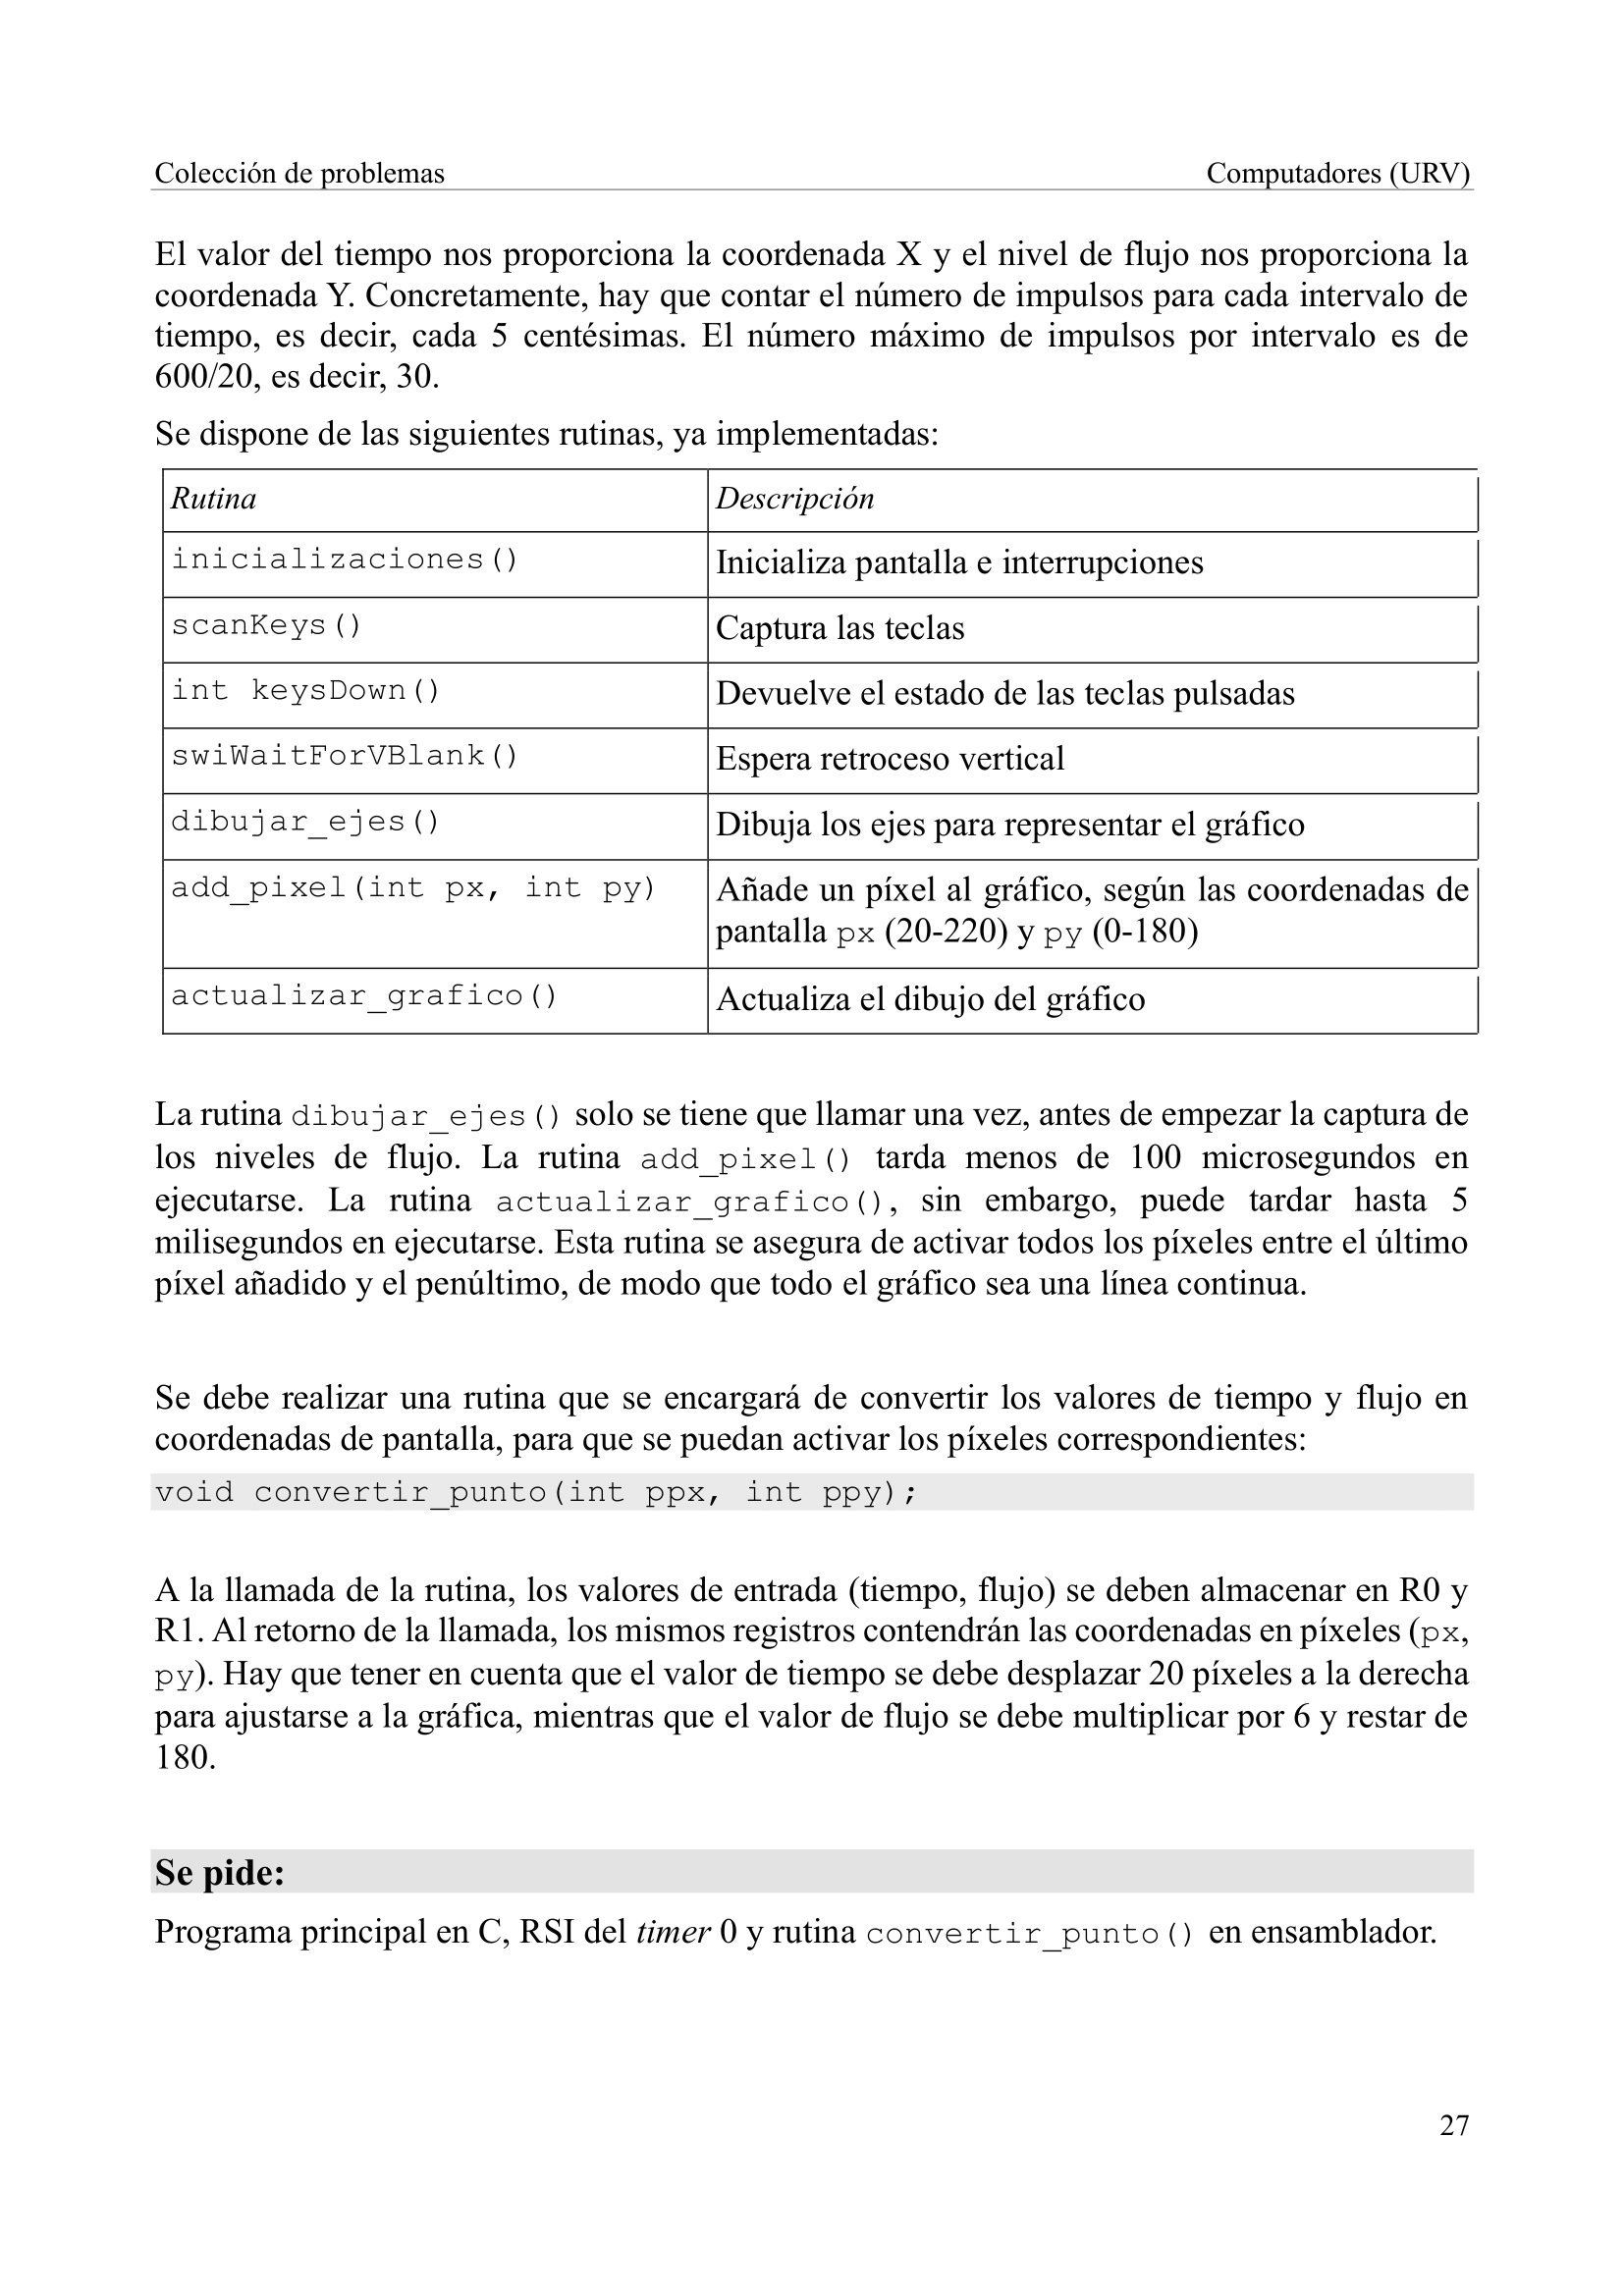 Colección de problemas
Computadores (URV)
El valor del tiempo nos proporciona la coordenada X y el nivel de flujo nos proporciona la
coordenada Y. Concretamente, hay que contar el número de impulsos para cada intervalo de
tiempo, es decir, cada 5 centésimas. El número máximo de impulsos por intervalo es de
600/20, es decir, 30.
Se dispone de las siguientes rutinas, ya implementadas:
Rutina
Descripción
inicializaciones()
Inicializa pantalla e interrupciones
scanKeys()
Captura las teclas
int keysDown()
Devuelve el estado de las teclas pulsadas
swiWaitForVBlank()
Espera retroceso vertical
dibujar_ejes()
Dibuja los ejes para representar el gráfico
add_pixel(int px, int py)
Añade un píxel al gráfico, según las coordenadas de
pantalla px (20-220) y py (0-180)
actualizar_grafico()
Actualiza el dibujo del gráfico
La rutina dibujar_ejes() solo se tiene que llamar una vez, antes de empezar la captura de
los niveles de flujo. La rutina add_pixel() tarda menos de 100 microsegundos en
ejecutarse. La rutina actualizar_grafico(), sin embargo, puede tardar hasta 5
milisegundos en ejecutarse. Esta rutina se asegura de activar todos los píxeles entre el último
píxel añadido y el penúltimo, de modo que todo el gráfico sea una línea continua.
Se debe realizar una rutina que se encargará de convertir los valores de tiempo y flujo en
coordenadas de pantalla, para que se puedan activar los píxeles correspondientes:
void convertir_punto(int ppx, int ppy);
A la llamada de la rutina, los valores de entrada (tiempo, flujo) se deben almacenar en R0 y
R1. Al retorno de la llamada, los mismos registros contendrán las coordenadas en píxeles (px,
py). Hay que tener en cuenta que el valor de tiempo se debe desplazar 20 píxeles a la derecha
para ajustarse a la gráfica, mientras que el valor de flujo se debe multiplicar por 6 y restar de
180.
Se pide:
Programa principal en C, RSI del timer 0 y rutina convertir_punto() en ensamblador.
27